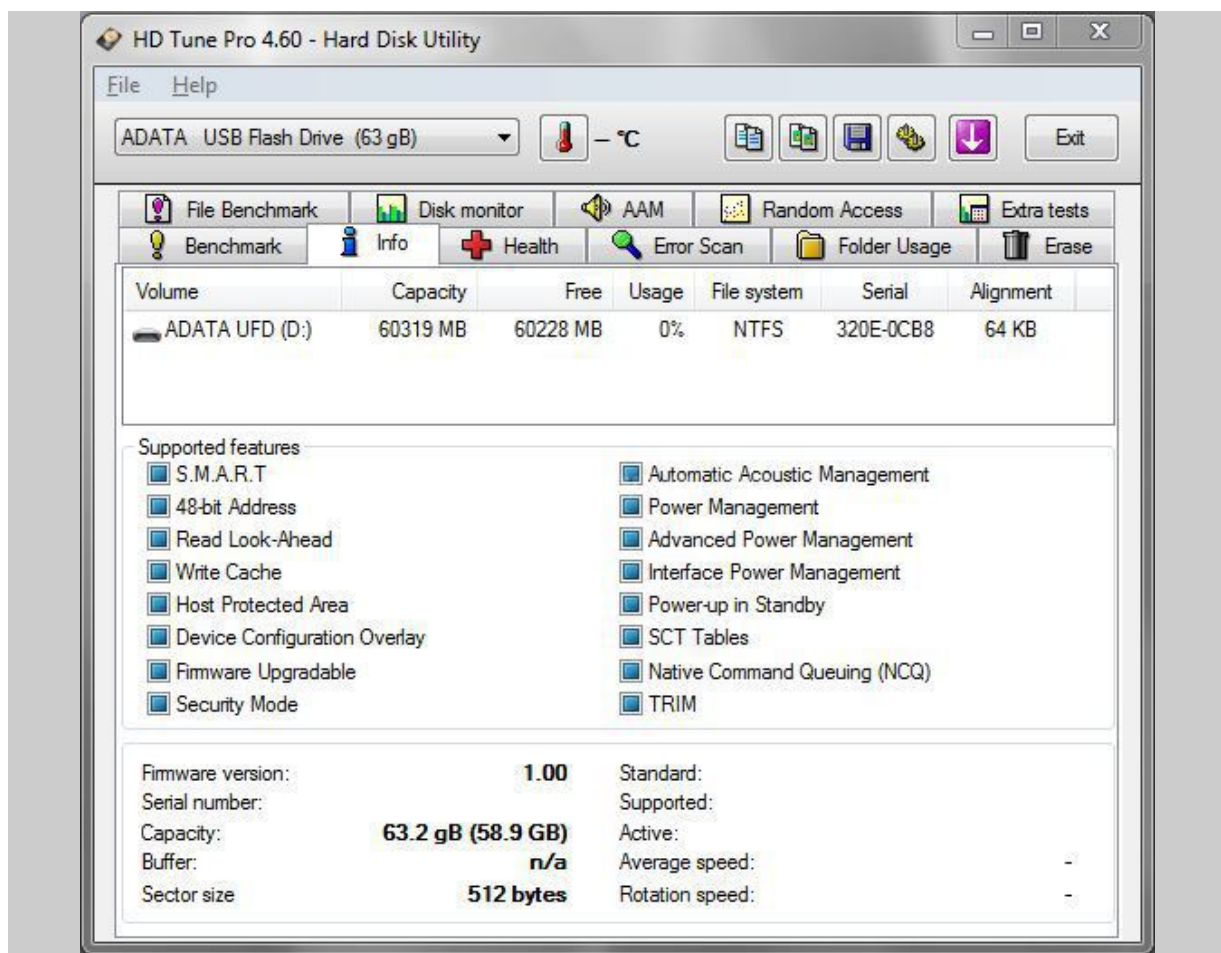 HD Tune Pro 4.60 - Hard Disk Utility
File Help
ADATA USB Flash Drive (63 gB) – °C Exit
File Benchmark Disk monitor AAM Random Access Extra tests
Benchmark Info Health Error Scan Folder Usage Erase
Volume Capacity Free Usage File system Serial Alignment
ADATA UFD (D:) 60319 MB 60228 MB 0% NTFS 320E-0CB8 64 KB
Supported features
S.M.A.R.T Automatic Acoustic Management
48-bit Address Power Management
Read Look-Ahead Advanced Power Management
Write Cache Interface Power Management
Host Protected Area Power-up in Standby
Device Configuration Overlay SCT Tables
Firmware Upgradable Native Command Queuing (NCQ)
Security Mode TRIM
Firmware version: 1.00 Standard:
Serial number: Supported:
Capacity: 63.2 gB (58.9 GB) Active:
Buffer: n/a Average speed: -
Sector size 512 bytes Rotation speed: -